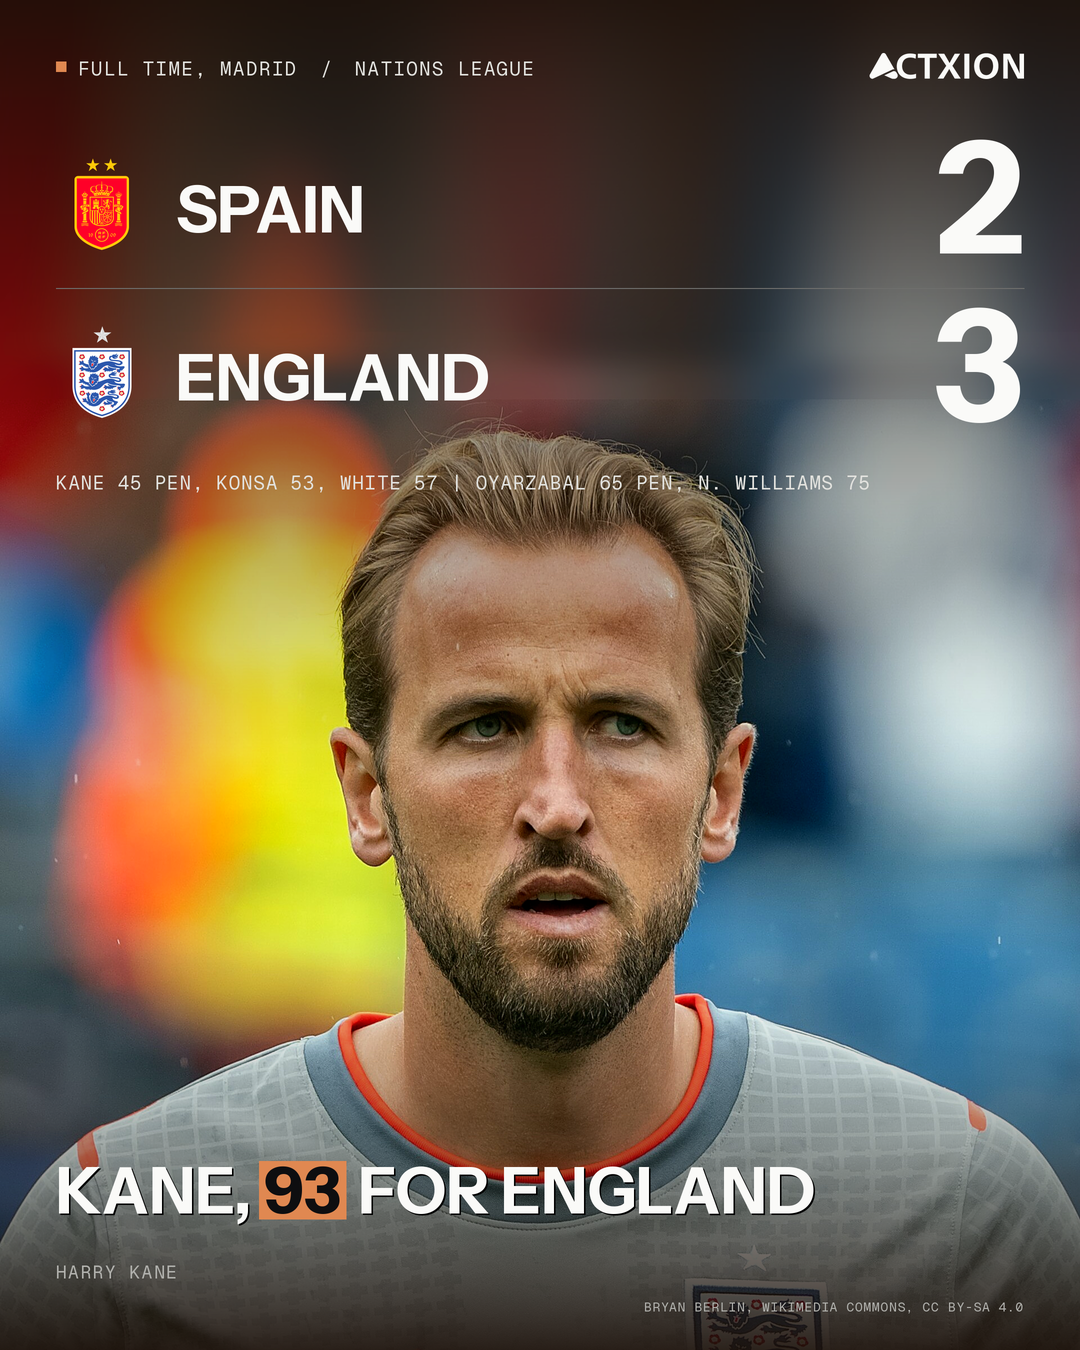 FULL TIME, MADRID / NATIONS LEAGUE
ACTXION
SPAIN 2
ENGLAND 3
KANE 45 PEN, KONSA 53, WHITE 57 | OYARZABAL 65 PEN, N. WILLIAMS 75
KANE, 93 FOR ENGLAND
HARRY KANE
BRYAN BERLIN, WIKIMEDIA COMMONS, CC BY-SA 4.0